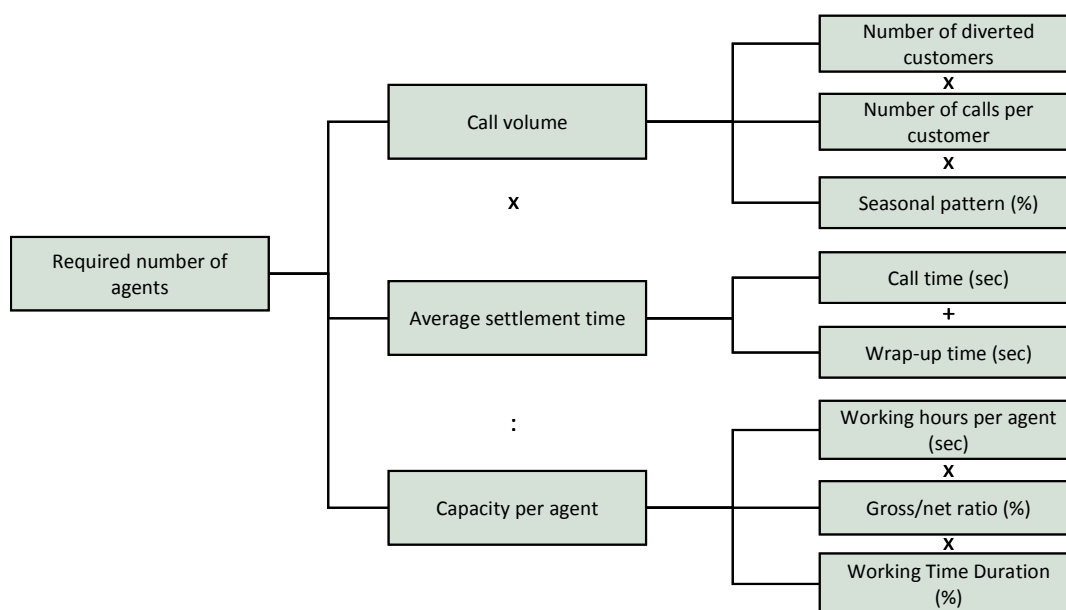 Number of diverted
customers
x
Call volume
Number of calls per
customer
x
x
Seasonal pattern (%)
Required number of
agents
Call time (sec)
Average settlement time
+
Wrap-up time (sec)
:
Working hours per agent
(sec)
x
Capacity per agent
Gross/net ratio (%)
x
Working Time Duration
(%)